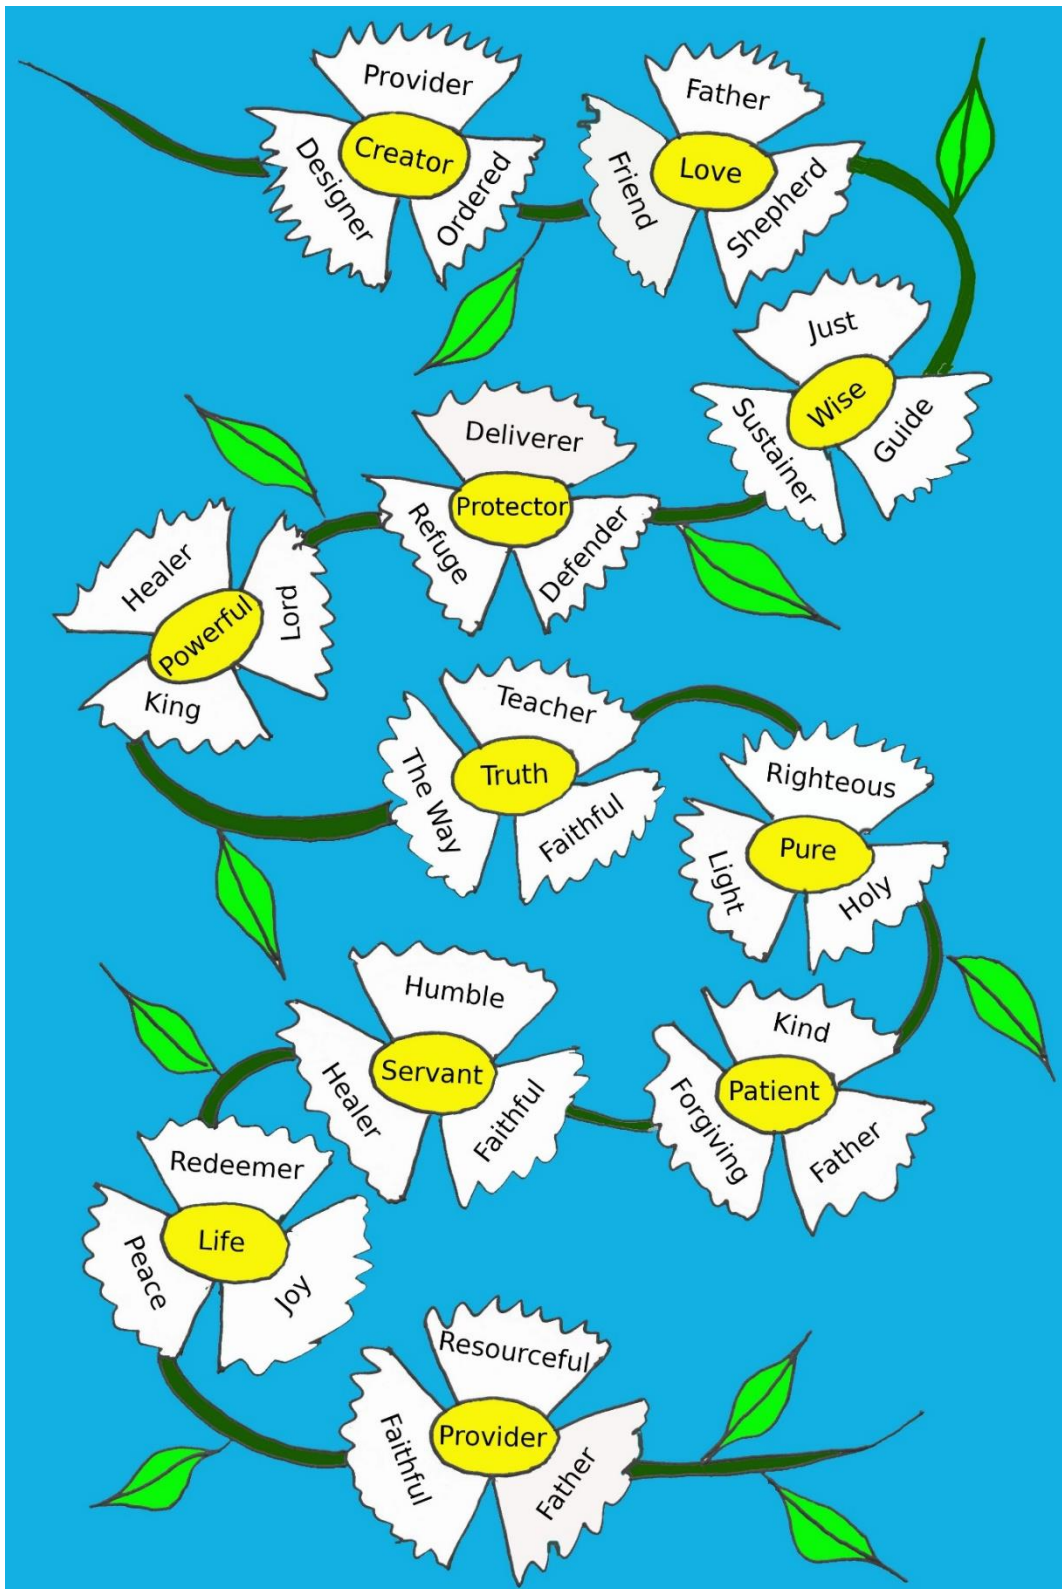 Provider
Creator
Designer
Ordered
Father
Love
Friend
Shepherd
Just
Wise
Sustainer
Guide
Deliverer
Protector
Refuge
Defender
Healer
Powerful
Lord
King
Teacher
Truth
The Way
Faithful
Righteous
Pure
Light
Holy
Kind
Patient
Forgiving
Father
Humble
Servant
Healer
Faithful
Redeemer
Life
Peace
Joy
Resourceful
Provider
Faithful
Father